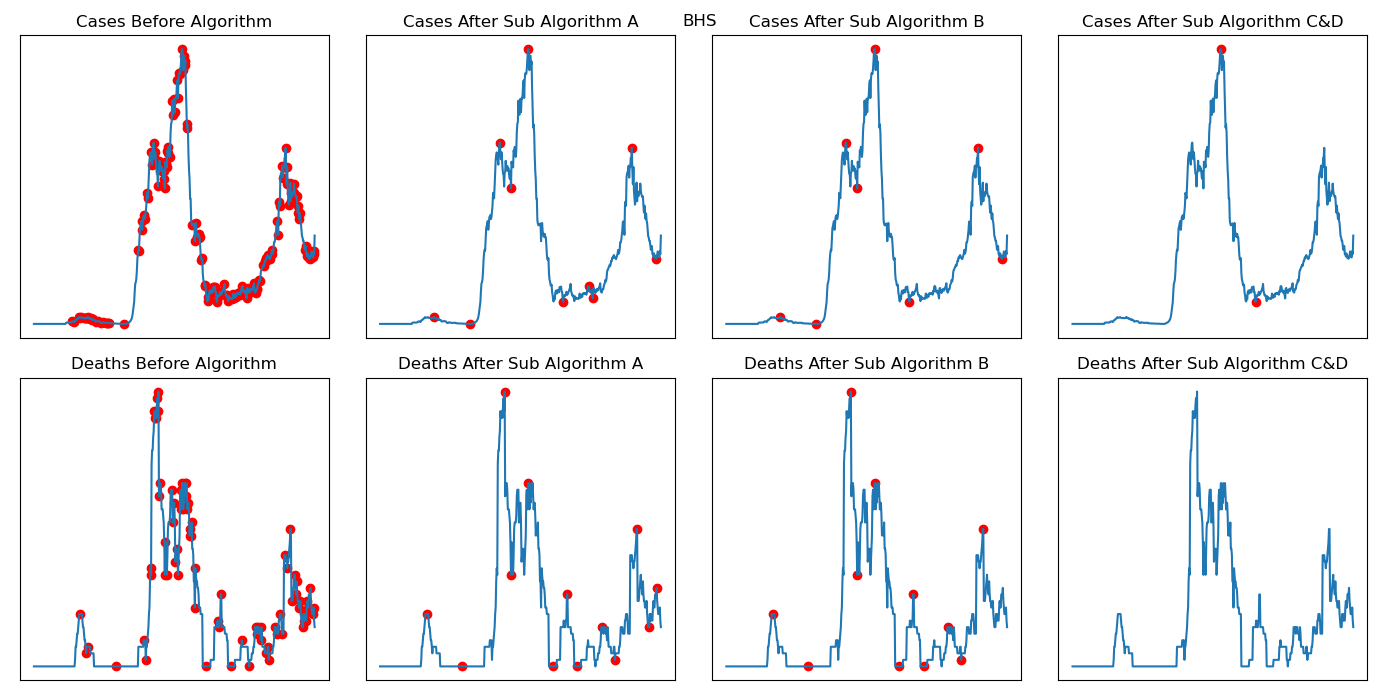 BHS
Cases Before Algorithm
Cases After Sub Algorithm A
Cases After Sub Algorithm B
Cases After Sub Algorithm C&D
Deaths Before Algorithm
Deaths After Sub Algorithm A
Deaths After Sub Algorithm B
Deaths After Sub Algorithm C&D